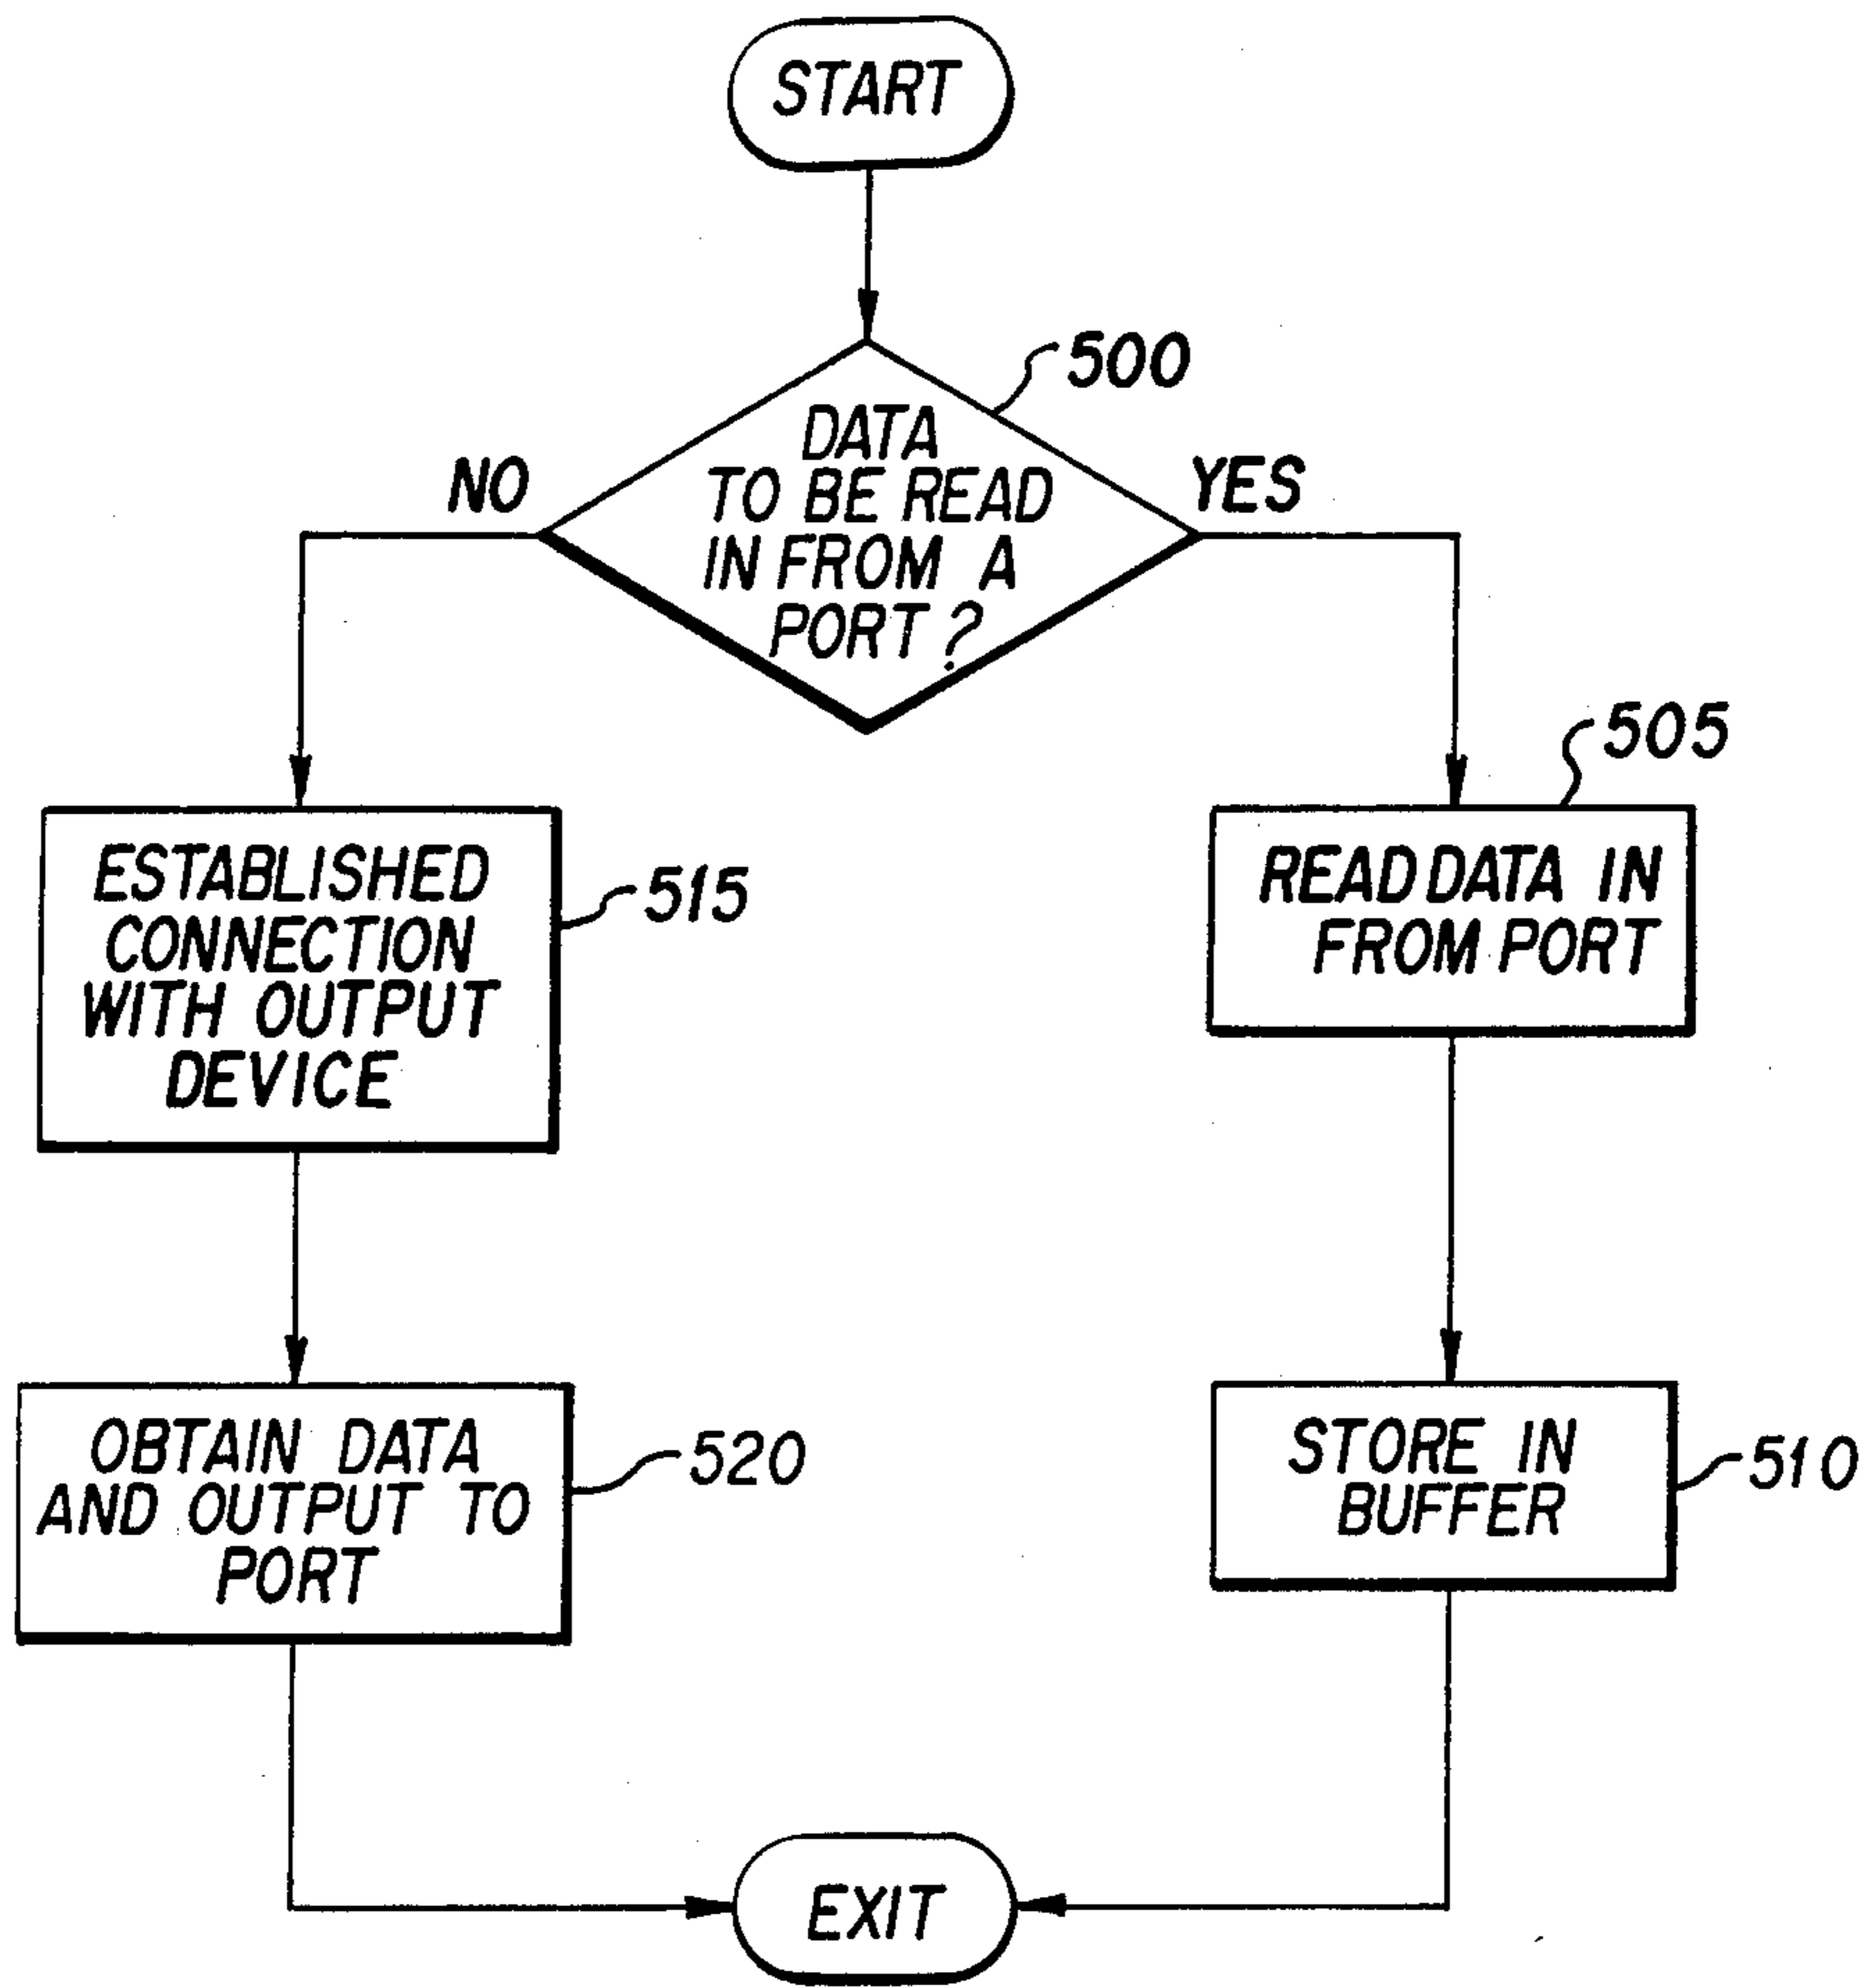 START
500
DATA
TO BE READ
IN FROM A
PORT?
NO
YES
505
ESTABLISHED
CONNECTION
WITH OUTPUT
DEVICE
515
READ DATA IN
FROM PORT
OBTAIN DATA
AND OUTPUT TO
PORT
520
STORE IN
BUFFER
510
EXIT